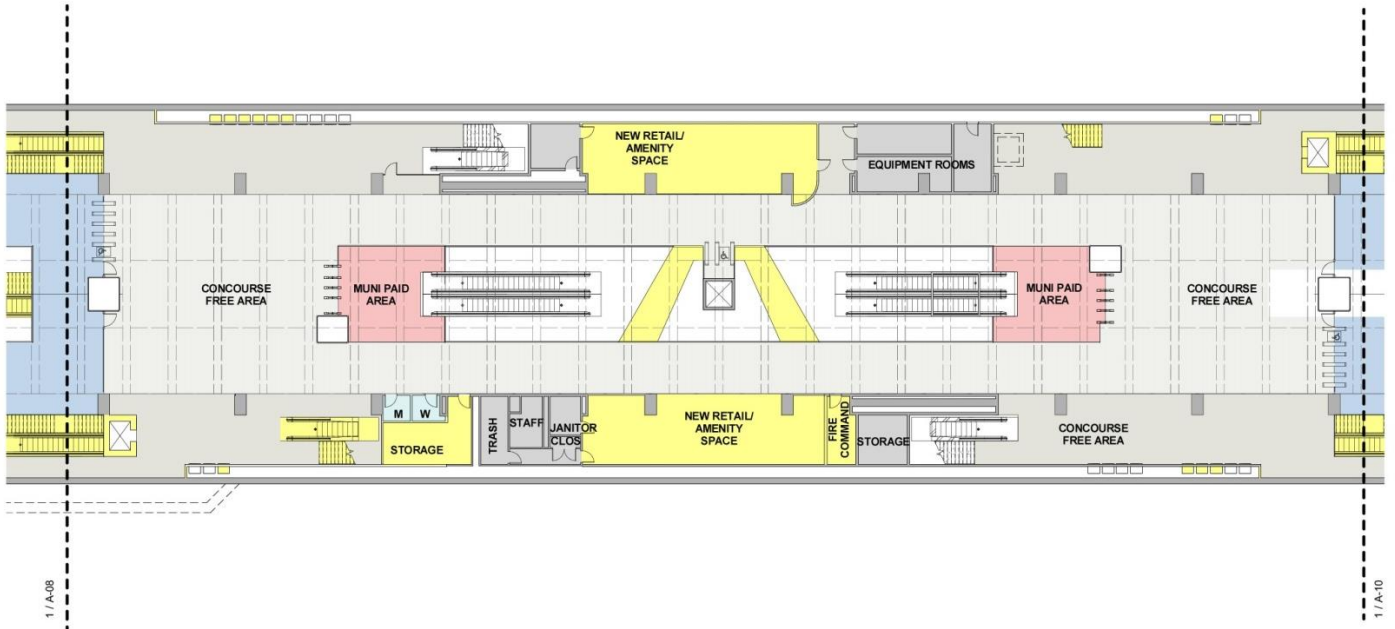 NEW RETAIL/
AMENITY
SPACE
EQUIPMENT ROOMS
CONCOURSE
FREE AREA
MUNI PAID
AREA
MUNI PAID
AREA
CONCOURSE
FREE AREA
M
W
STORAGE
TRASH
STAFF
JANITOR
CLOS
NEW RETAIL/
AMENITY
SPACE
FIRE
COMMAND
STORAGE
CONCOURSE
FREE AREA
1 / A-08
1 / A-10